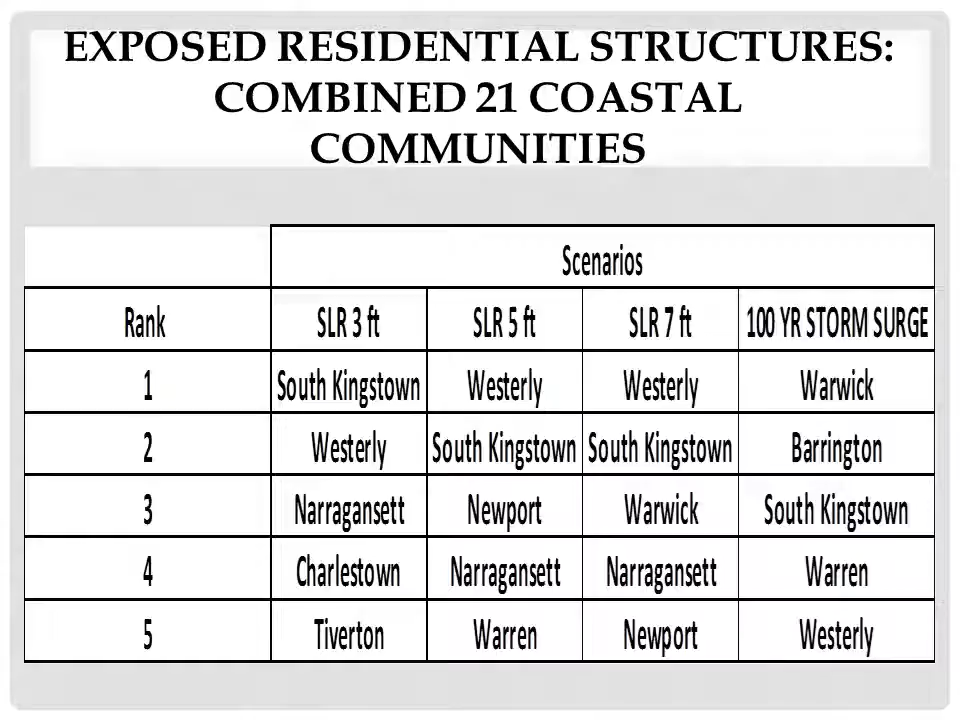 EXPOSED RESIDENTIAL STRUCTURES:
COMBINED 21 COASTAL
COMMUNITIES
Scenarios
Rank SLR 3 ft SLR 5 ft SLR 7 ft 100 YR STORM SURGE
1 South Kingstown Westerly Westerly Warwick
2 Westerly South Kingstown South Kingstown Barrington
3 Narragansett Newport Warwick South Kingstown
4 Charlestown Narragansett Narragansett Warren
5 Tiverton Warren Newport Westerly